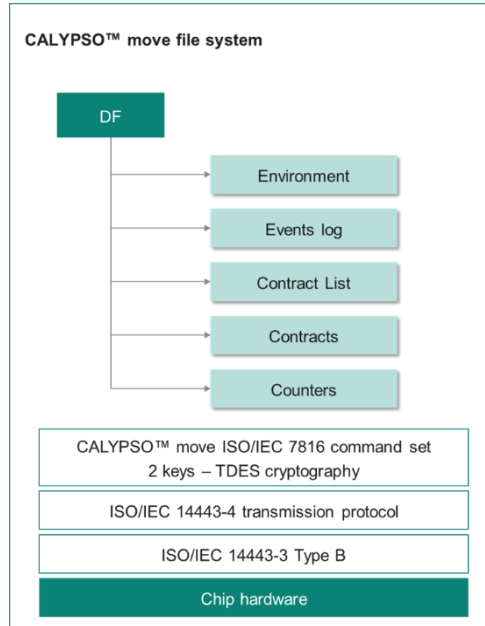 CALYPSO™ move file system
DF
Environment
Events log
Contract List
Contracts
Counters
CALYPSO™ move ISO/IEC 7816 command set
2 keys – TDES cryptography
ISO/IEC 14443-4 transmission protocol
ISO/IEC 14443-3 Type B
Chip hardware